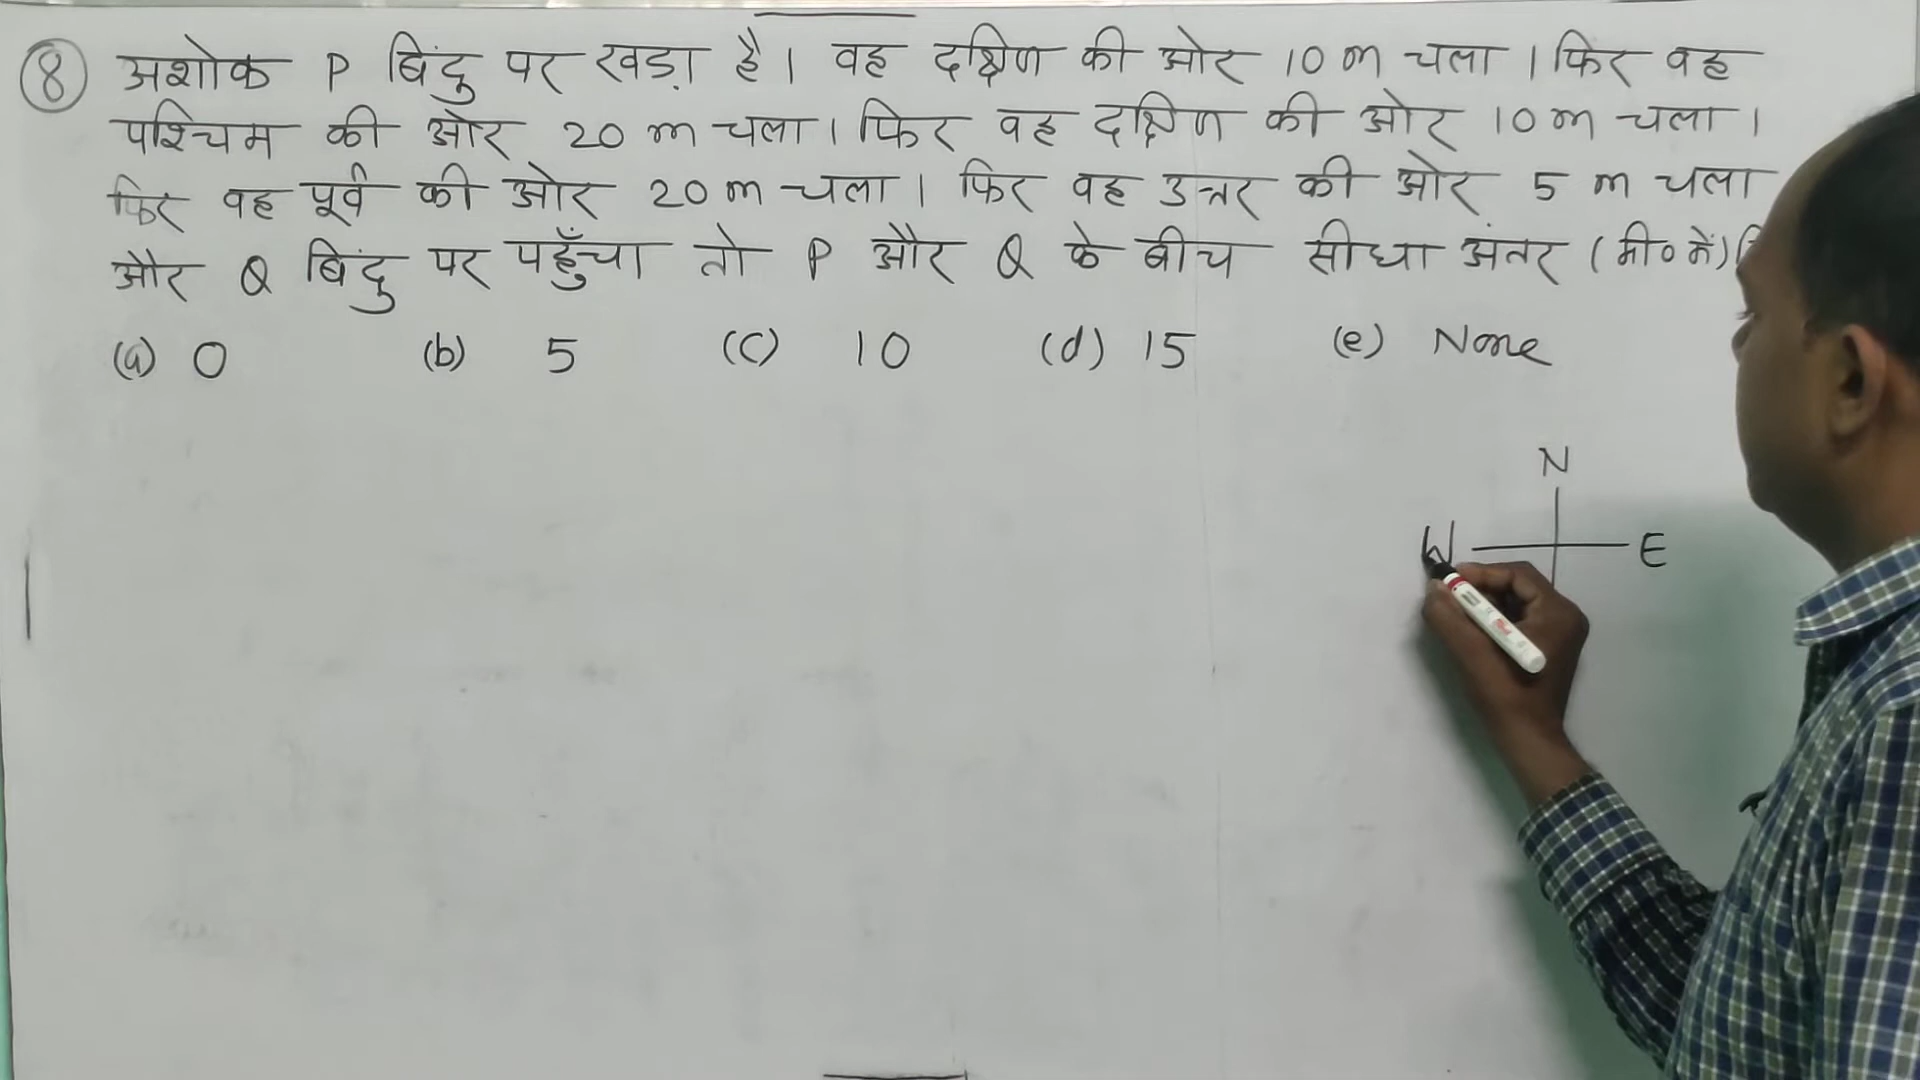 8 अशोक P बिंदु पर खड़ा है। वह दक्षिण की ओर 10 m चला। फिर वह
पश्चिम की ओर 20 m चला। फिर वह दक्षिण की ओर 10 m चला।
फिर वह पूर्व की ओर 20 m चला। फिर वह उत्तर की ओर 5 m चला
और Q बिंदु पर पहुँचा तो P और Q के बीच सीधा अंतर (मी० में)
(a) 0 (b) 5 (c) 10 (d) 15 (e) None
N
W E